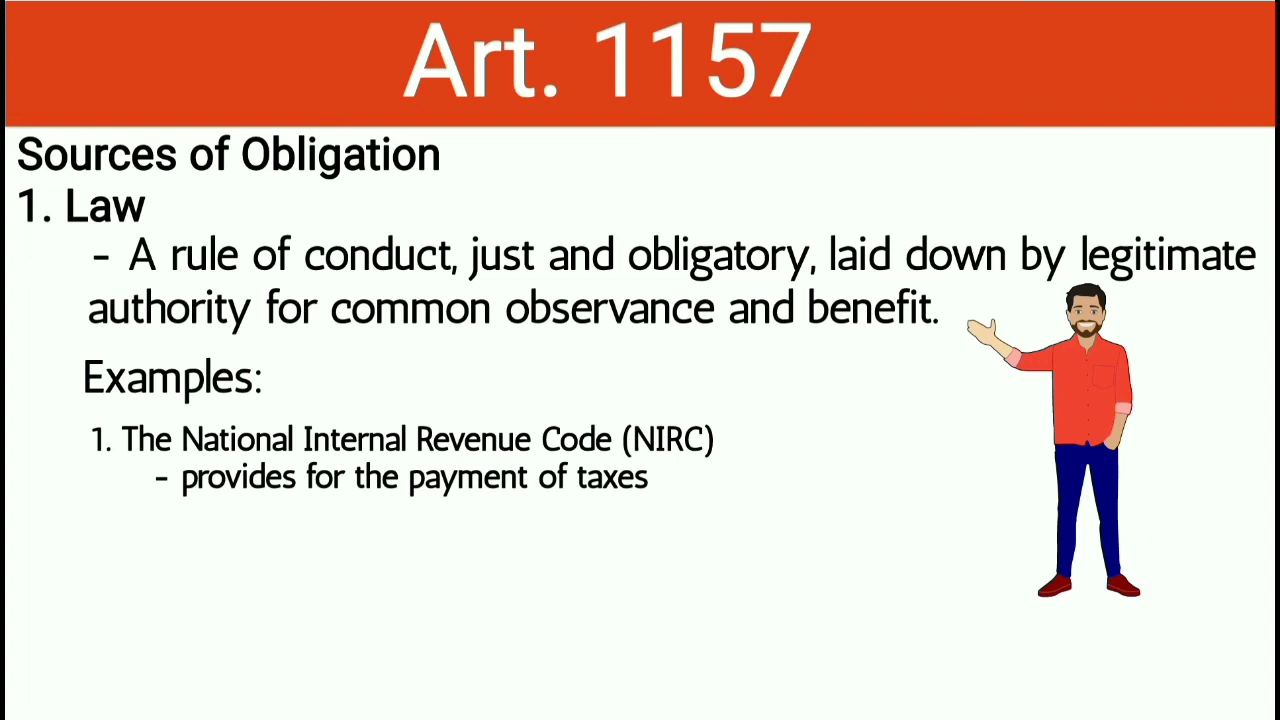 Art. 1157
Sources of Obligation
1. Law
- A rule of conduct, just and obligatory, laid down by legitimate
authority for common observance and benefit.
Examples:
1. The National Internal Revenue Code (NIRC)
- provides for the payment of taxes